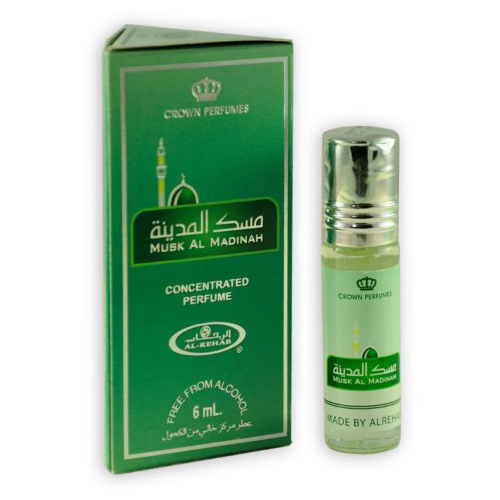 CROWN PERFUMES
مسك المدينة
MUSK AL MADINAH
CONCENTRATED
PERFUME
الرحاب
AL-REHAB
FREE FROM ALCOHOL
6 mL.
عطر مركز خالي من الكحول
CROWN PERFUMES
مسك المدينة
MUSK AL MADINAH
MADE BY ALREHAB